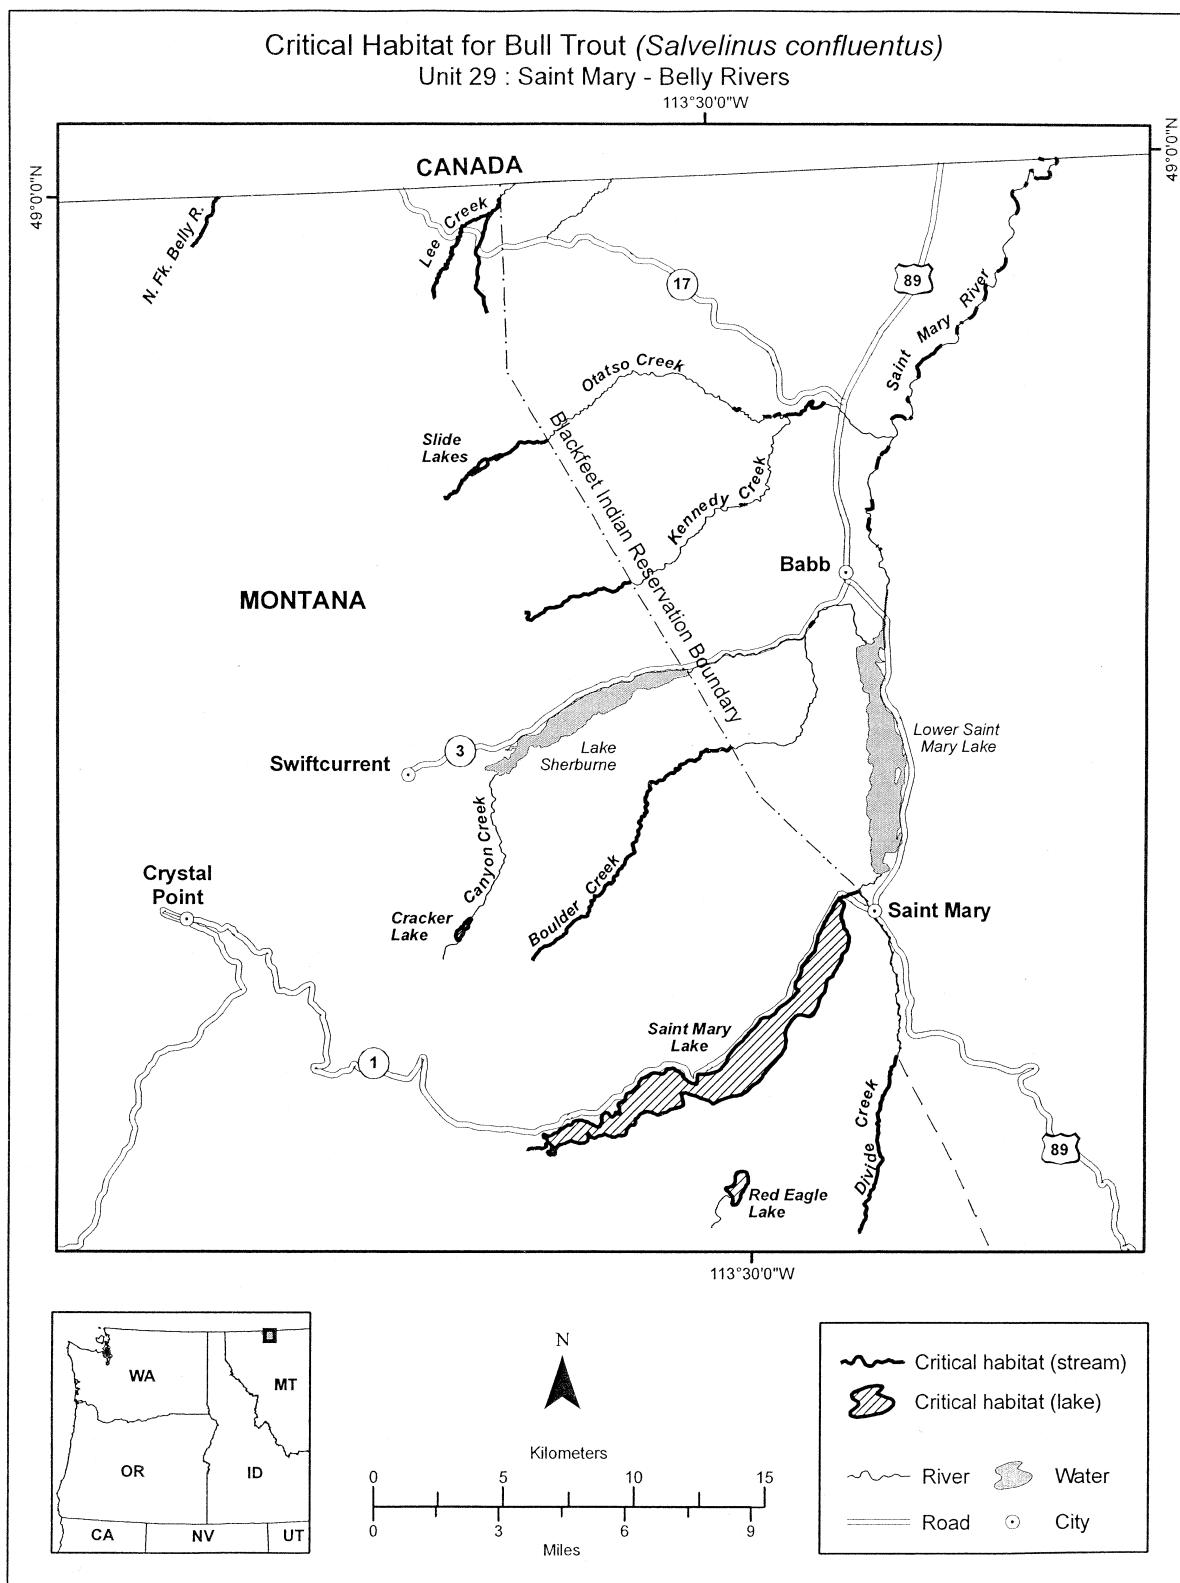 Critical Habitat for Bull Trout (Salvelinus confluentus)
Unit 29 : Saint Mary - Belly Rivers
113°30'0"W
49°0'0"N
49°0'0"N
CANADA
N. Fk. Belly R.
Lee Creek
17
89
Saint Mary River
Otatso Creek
Slide
Lakes
Blackfeet Indian Reservation Boundary
Kennedy Creek
Babb
MONTANA
Lower Saint
Mary Lake
Lake
Sherburne
3
Swiftcurrent
Canyon Creek
Boulder Creek
Crystal
Point
Cracker
Lake
Saint Mary
Saint Mary
Lake
1
Divide Creek
89
Red Eagle
Lake
113°30'0"W
WA
MT
OR
ID
CA
NV
UT
N
Kilometers
0 5 10 15
0 3 6 9
Miles
Critical habitat (stream)
Critical habitat (lake)
River
Water
Road
City